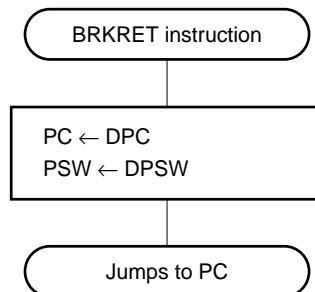 BRKRET instruction
PC ← DPC
PSW ← DPSW
Jumps to PC